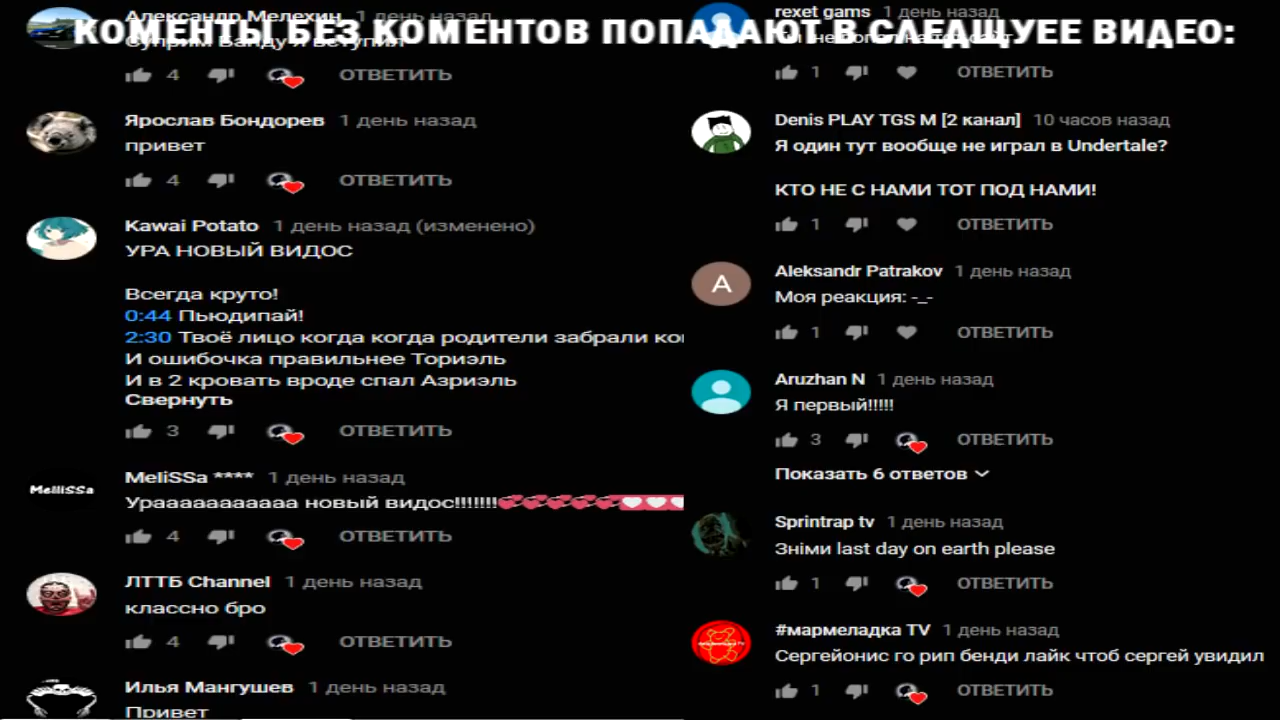 КОМЕНТЫ БЕЗ КОМЕНТОВ ПОПАДАЮТ В СЛЕДЩУЕЕ ВИДЕО:
Александр Мелехин 1 день назад
Суприм Банду я вступил
4 ОТВЕТИТЬ
Ярослав Бондорев 1 день назад
привет
4 ОТВЕТИТЬ
Kawai Potato 1 день назад (изменено)
УРА НОВЫЙ ВИДОС
Всегда круто!
0:44 Пьюдипай!
2:30 Твоё лицо когда когда родители забрали
И ошибочка правильнее Ториэль
И в 2 кровать вроде спал Азриэль
Свернуть
3 ОТВЕТИТЬ
MellSSa
MeliSSa **** 1 день назад
Урааааааааааа новый видос!!!!!!!💞💞💞💞💞💟💟💟
4 ОТВЕТИТЬ
ЛТТБ Channel 1 день назад
классно бро
4 ОТВЕТИТЬ
Илья Мангушев 1 день назад
Привет
rexet gams 1 день назад
1 ОТВЕТИТЬ
Denis PLAY TGS M [2 канал] 10 часов назад
Я один тут вообще не играл в Undertale?
КТО НЕ С НАМИ ТОТ ПОД НАМИ!
1 ОТВЕТИТЬ
A
Aleksandr Patrakov 1 день назад
Моя реакция: -_-
1 ОТВЕТИТЬ
Aruzhan N 1 день назад
Я первый!!!!!
3 ОТВЕТИТЬ
Показать 6 ответов
Sprintrap tv 1 день назад
Зніми last day on earth please
1 ОТВЕТИТЬ
#мармеладка TV 1 день назад
Сергейонис го рип бенди лайк чтоб сергей увидил
1 ОТВЕТИТЬ